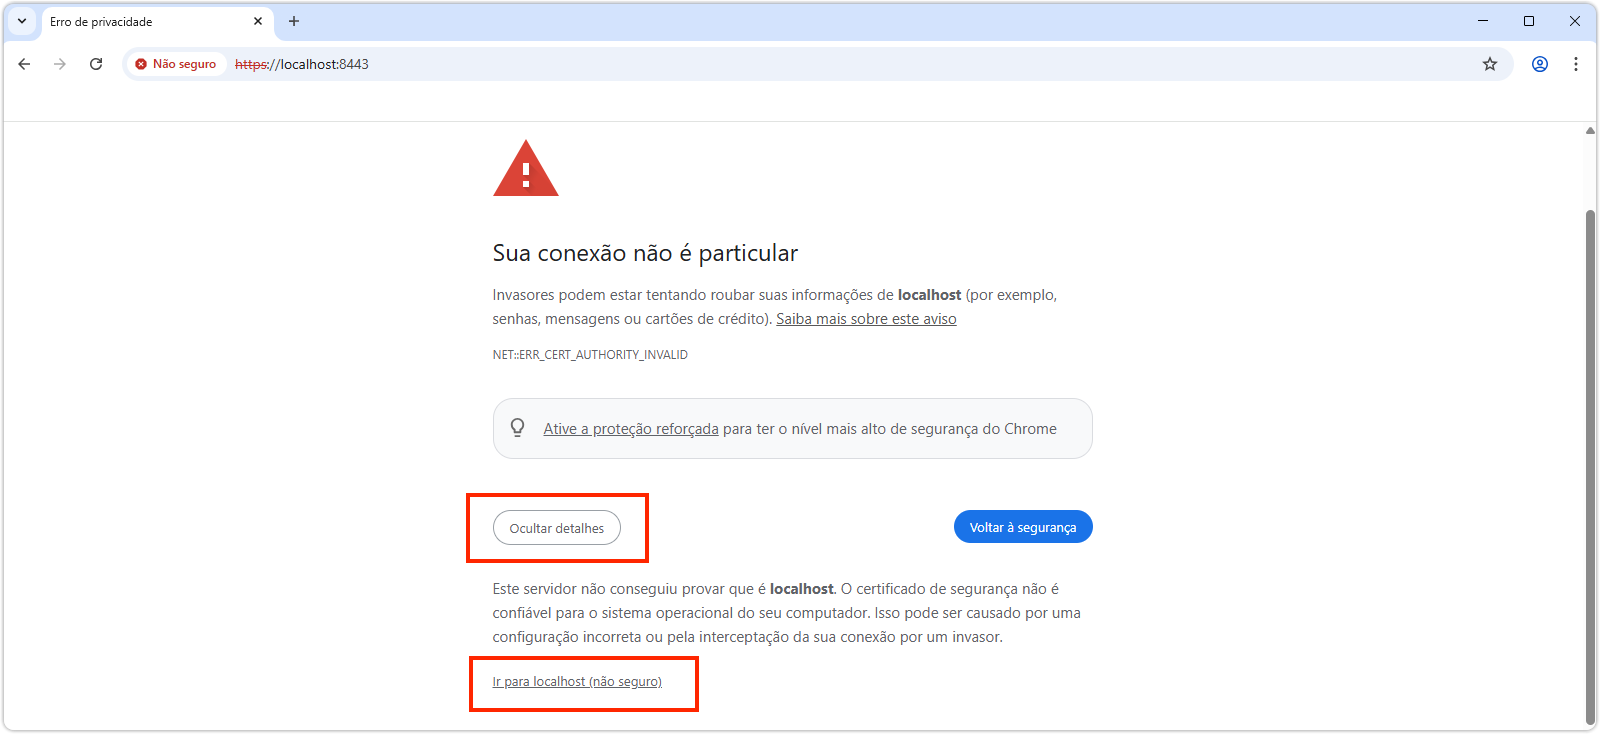 Erro de privacidade
Não seguro https://localhost:8443
Sua conexão não é particular
Invasores podem estar tentando roubar suas informações de localhost (por exemplo,
senhas, mensagens ou cartões de crédito). Saiba mais sobre este aviso
NET::ERR_CERT_AUTHORITY_INVALID
Ative a proteção reforçada para ter o nível mais alto de segurança do Chrome
Ocultar detalhes
Voltar à segurança
Este servidor não conseguiu provar que é localhost. O certificado de segurança não é
confiável para o sistema operacional do seu computador. Isso pode ser causado por uma
configuração incorreta ou pela interceptação da sua conexão por um invasor.
Ir para localhost (não seguro)